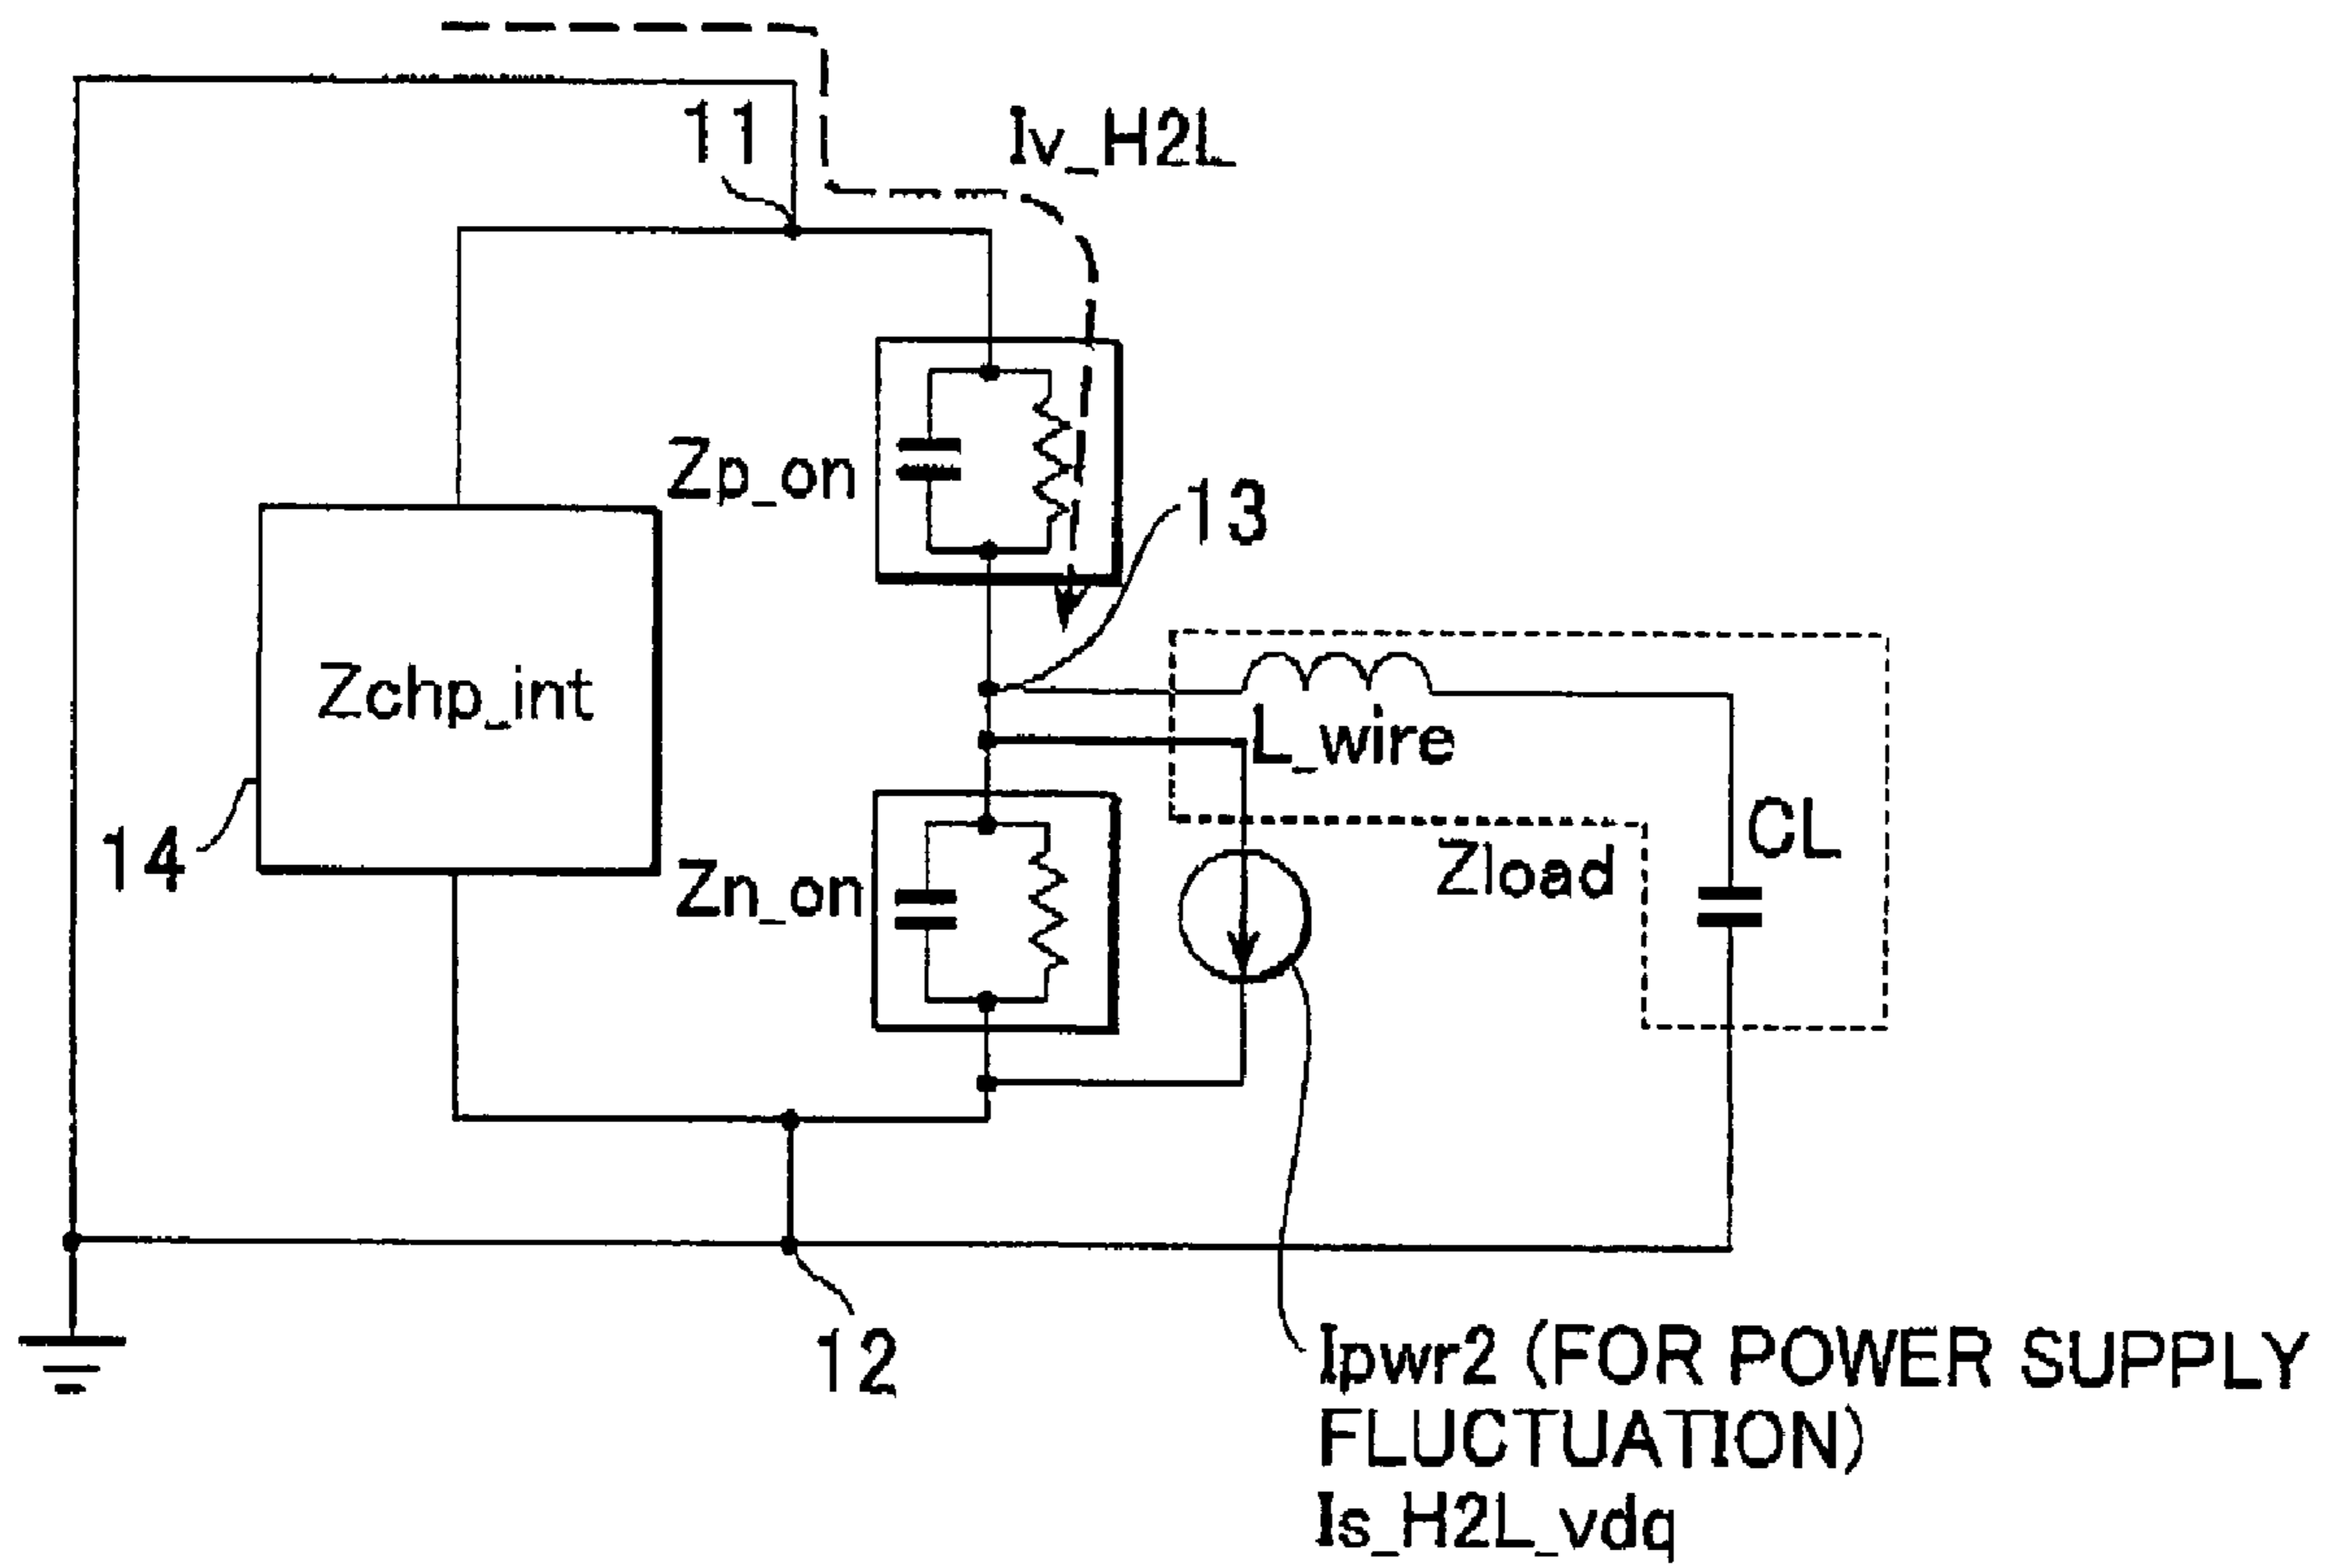 11
Iv_H2L
Zp_on
13
Zchp_int
L_wire
14
Zn_on
Zload
CL
12
Ipwr2 (FOR POWER SUPPLY
FLUCTUATION)
Is_H2L_vdq